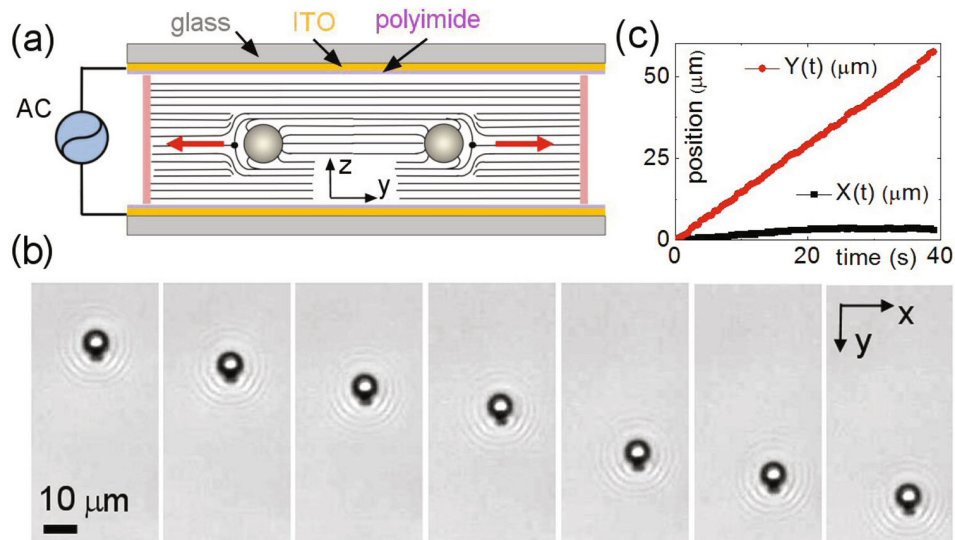 (a)
glass
ITO
polyimide
AC
z
y
(c)
position (μm)
50
25
0
Y(t) (μm)
X(t) (μm)
0
20
40
time (s)
(b)
10 μm
x
y